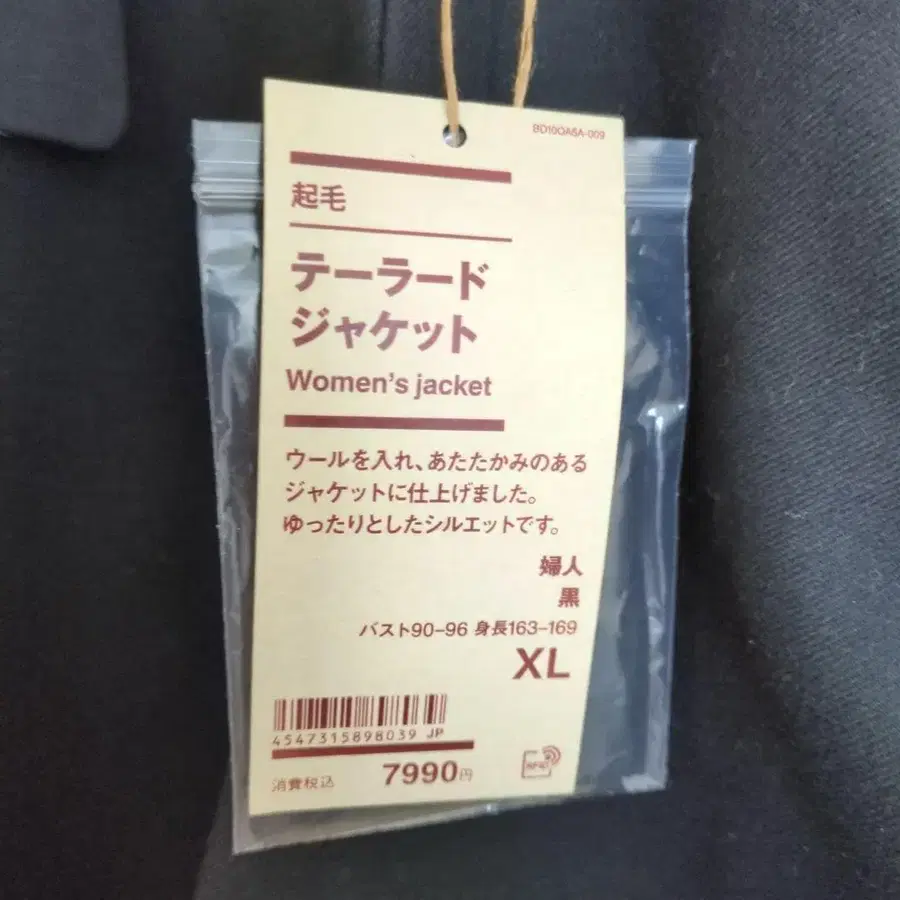 BD10OA5A-009
起毛
テーラード
ジャケット
Women's jacket
ウールを入れ、あたたかみのある
ジャケットに仕上げました。
ゆったりとしたシルエットです。
婦人
黒
バスト90-96 身長163-169
XL
4547315898039 JP
消費税込 7990円
RFID